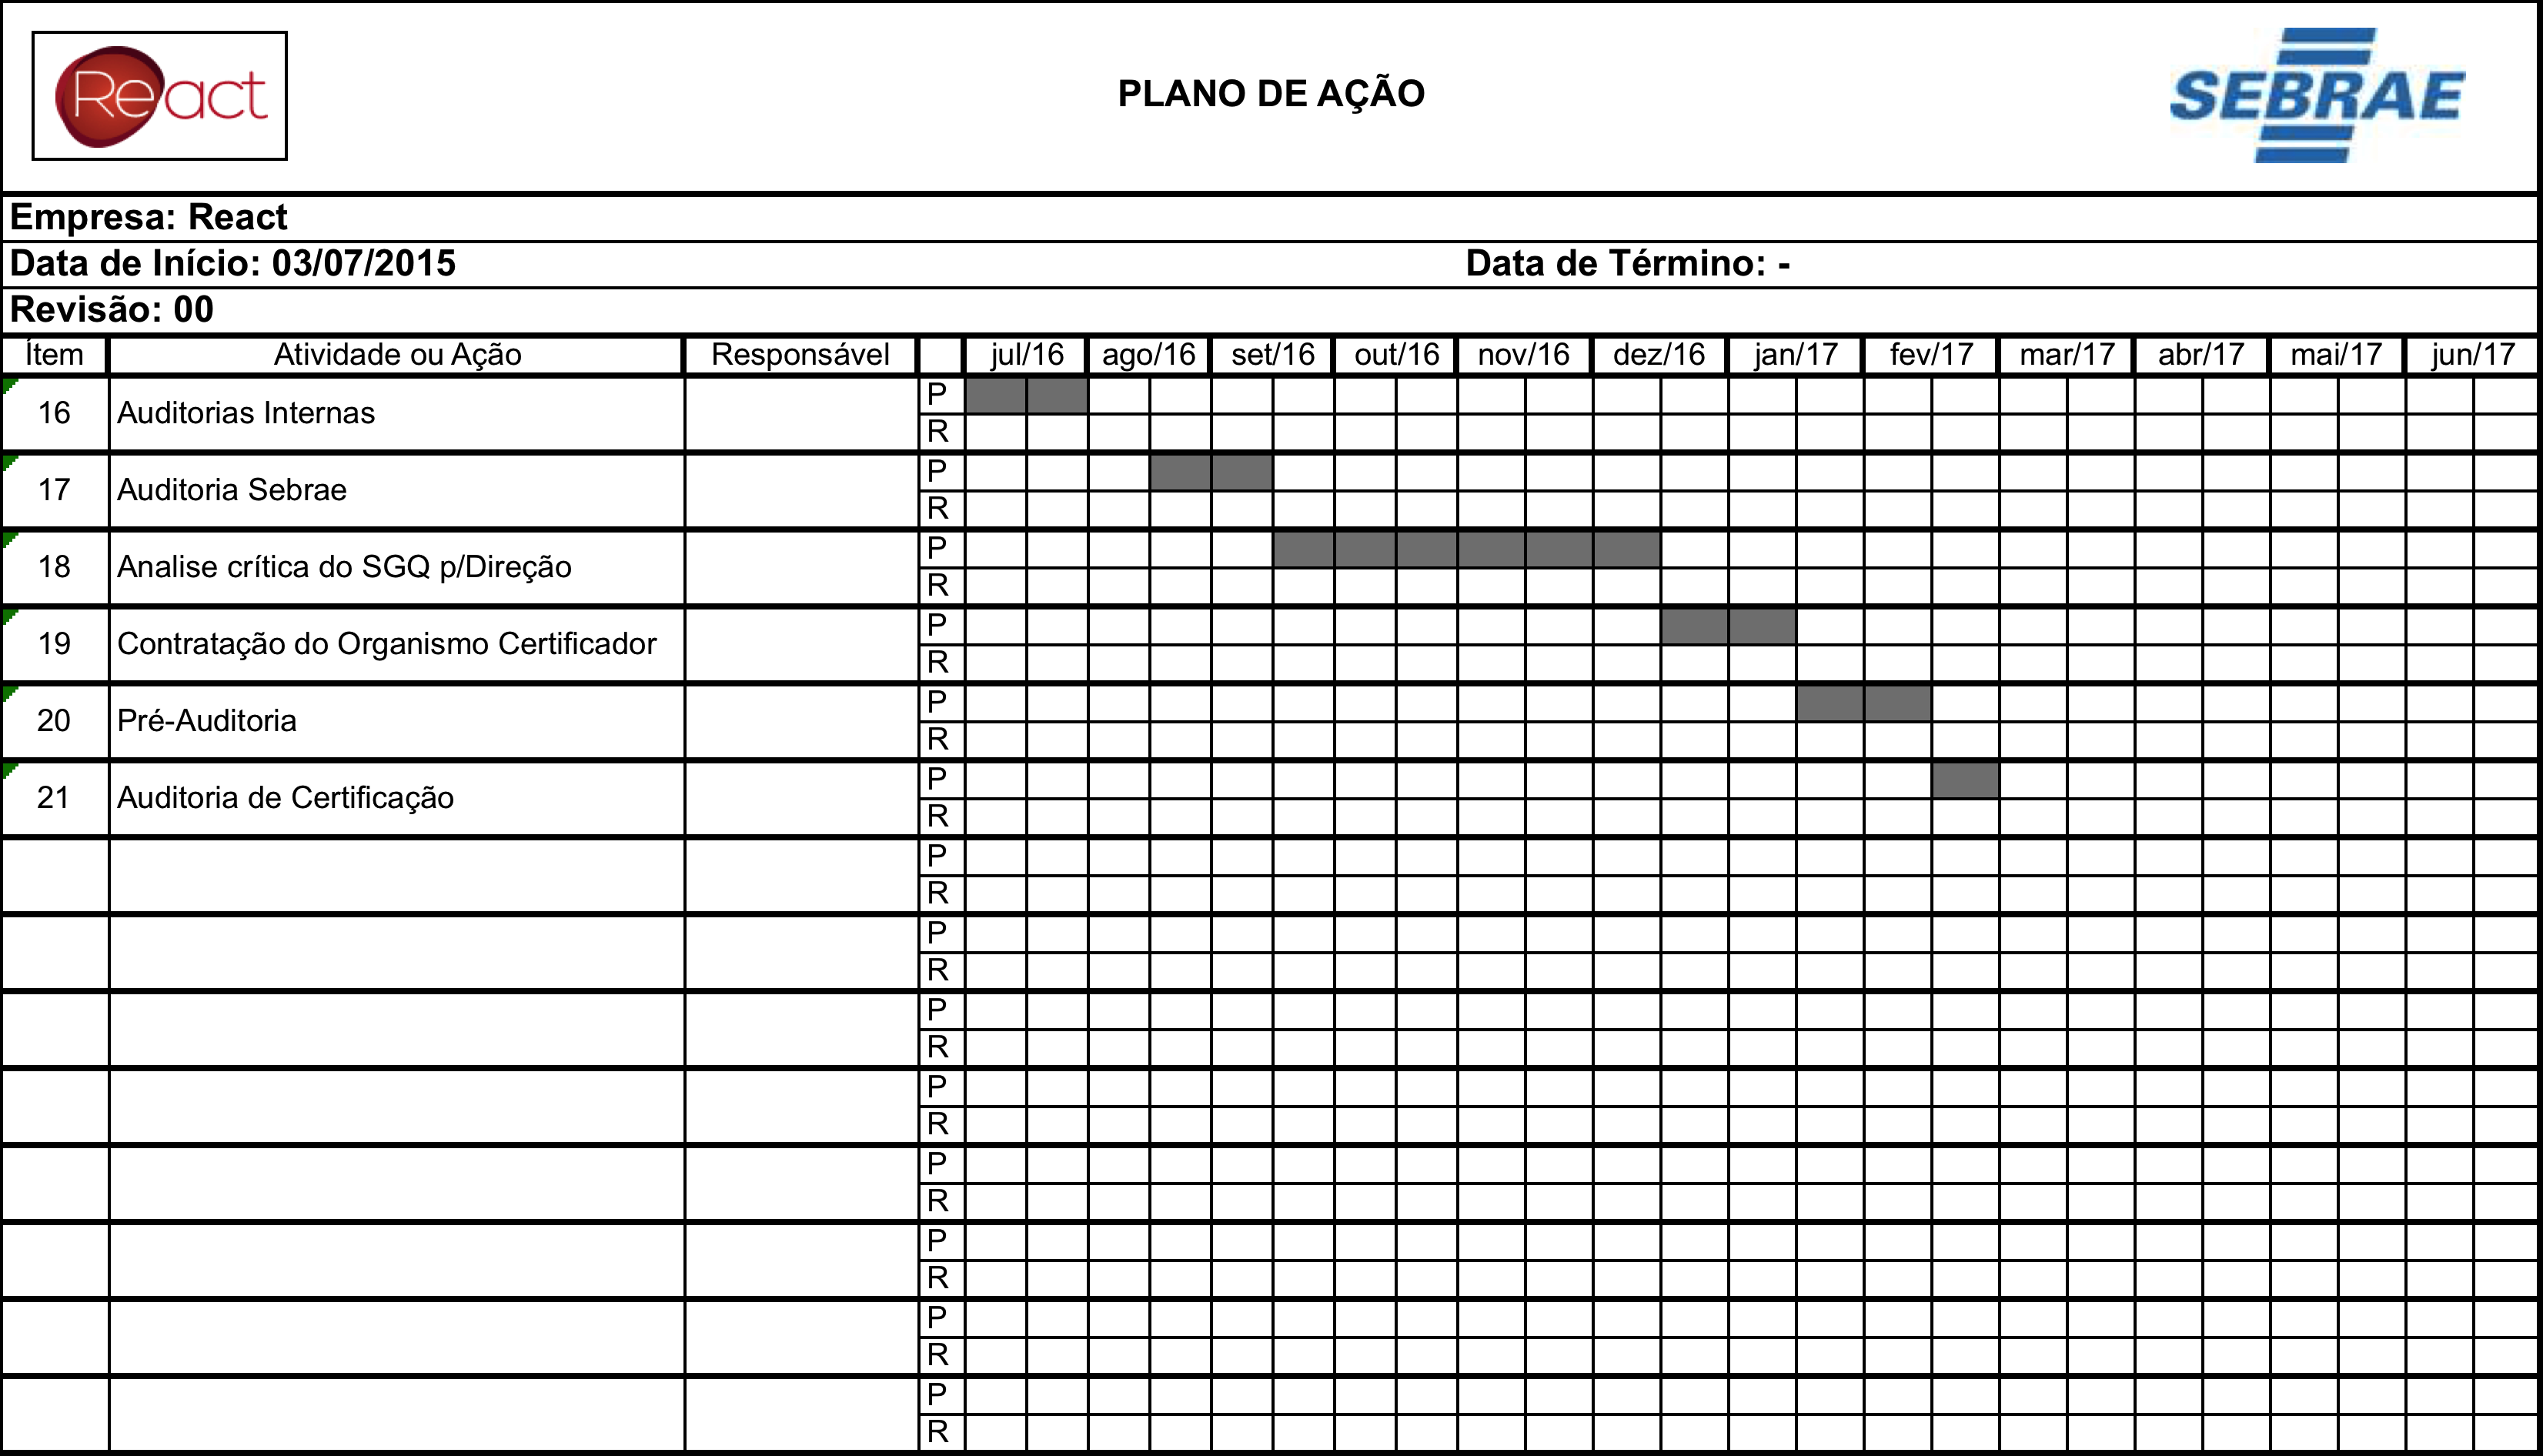 React
PLANO DE AÇÃO
SEBRAE
Empresa: React
Data de Início: 03/07/2015 Data de Término: -
Revisão: 00
Ítem Atividade ou Ação Responsável jul/16 ago/16 set/16 out/16 nov/16 dez/16 jan/17 fev/17 mar/17 abr/17 mai/17 jun/17
P
16 Auditorias Internas
R
P
17 Auditoria Sebrae
R
P
18 Analise crítica do SGQ p/Direção
R
P
19 Contratação do Organismo Certificador
R
P
20 Pré-Auditoria
R
P
21 Auditoria de Certificação
R
P
R
P
R
P
R
P
R
P
R
P
R
P
R
P
R